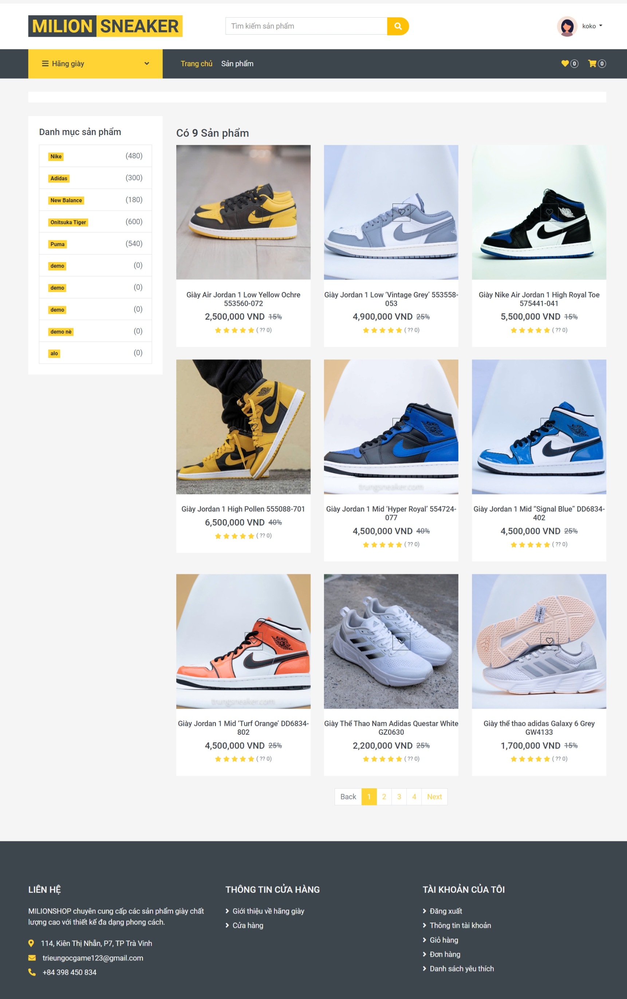 MILION SNEAKER
Tìm kiếm sản phẩm
koko
Hãng giày
Trang chủ
Sản phẩm
0
0
Danh mục sản phẩm
Nike (480)
Adidas (300)
New Balance (180)
Onitsuka Tiger (600)
Puma (540)
demo (0)
demo (0)
demo (0)
demo nè (0)
alo (0)
Có 9 Sản phẩm
Giày Air Jordan 1 Low Yellow Ochre
553560-072
2,500,000 VND 15%
( ?? 0)
Giày Jordan 1 Low ‘Vintage Grey’ 553558-
053
4,900,000 VND 25%
( ?? 0)
Giày Nike Air Jordan 1 High Royal Toe
575441-041
5,500,000 VND 15%
( ?? 0)
Giày Jordan 1 High Pollen 555088-701
6,500,000 VND 40%
( ?? 0)
trungsneaker.com
Giày Jordan 1 Mid ‘Hyper Royal’ 554724-
077
4,500,000 VND 40%
( ?? 0)
Giày Jordan 1 Mid “Signal Blue” DD6834-
402
4,500,000 VND 25%
( ?? 0)
trungsneaker.com
Giày Jordan 1 Mid ‘Turf Orange’ DD6834-
802
4,500,000 VND 25%
( ?? 0)
Giày Thể Thao Nam Adidas Questar White
GZ0630
2,200,000 VND 25%
( ?? 0)
Giày thể thao adidas Galaxy 6 Grey
GW4133
1,700,000 VND 15%
( ?? 0)
Back 1 2 3 4 Next
LIÊN HỆ
MILIONSHOP chuyên cung cấp các sản phẩm giày chất
lượng cao với thiết kế đa dạng phong cách.
114, Kiên Thị Nhẫn, P7, TP Trà Vinh
trieungocgame123@gmail.com
+84 398 450 834
THÔNG TIN CỬA HÀNG
Giới thiệu về hãng giày
Cửa hàng
TÀI KHOẢN CỦA TÔI
Đăng xuất
Thông tin tài khoản
Giỏ hàng
Đơn hàng
Danh sách yêu thích